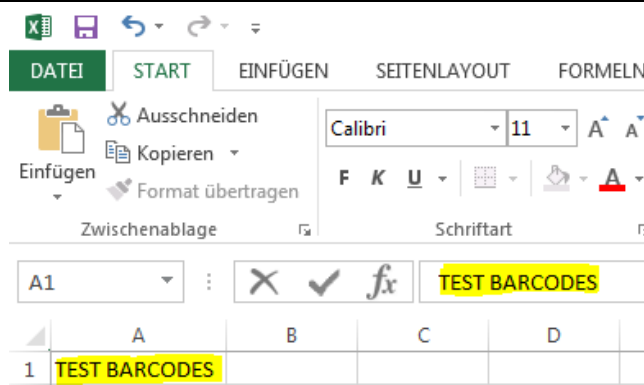 DATEI START EINFÜGEN SEITENLAYOUT FORMELN
Ausschneiden
Calibri 11 A A
Kopieren
Einfügen
F K U A
Format übertragen
Zwischenablage Schriftart
A1 fx TEST BARCODES
A B C D
1 TEST BARCODES